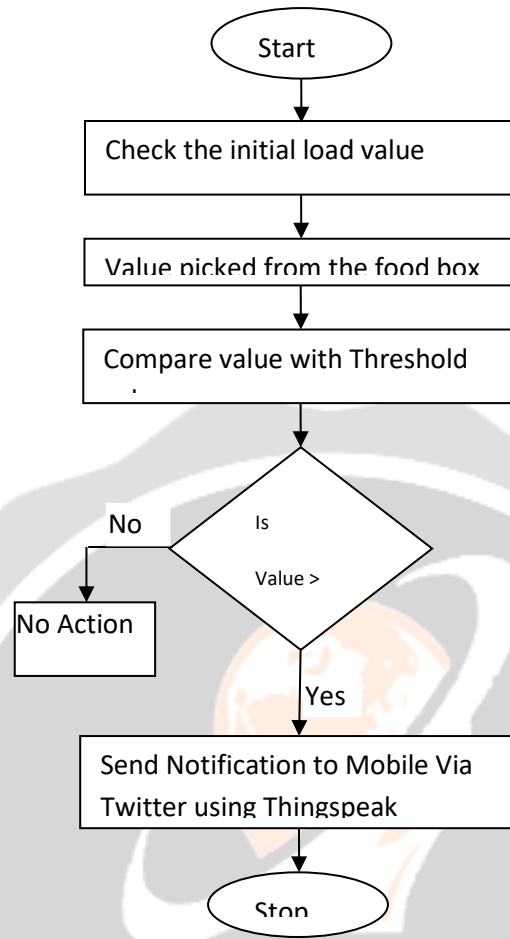 Start
Check the initial load value
Value picked from the food box
Compare value with Threshold
Is
Value >
No
No Action
Yes
Send Notification to Mobile Via
Twitter using Thingspeak
Stop